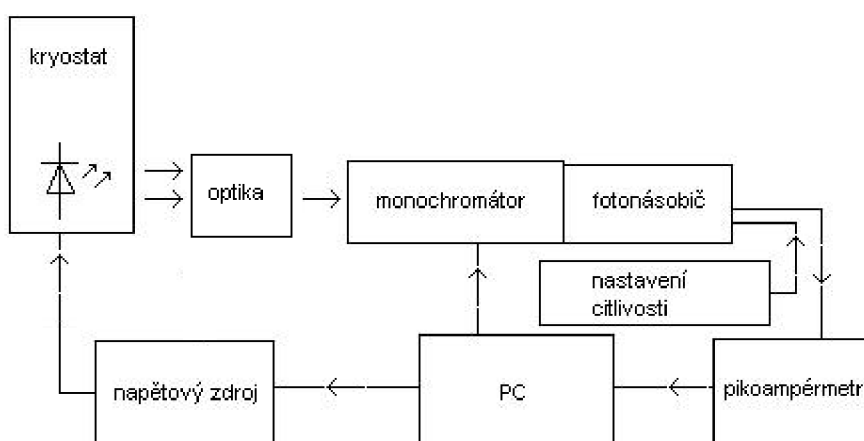 kryostat
optika
monochromátor
fotonásobič
nastavení
citlivosti
napětový zdroj
PC
pikoampérmetr